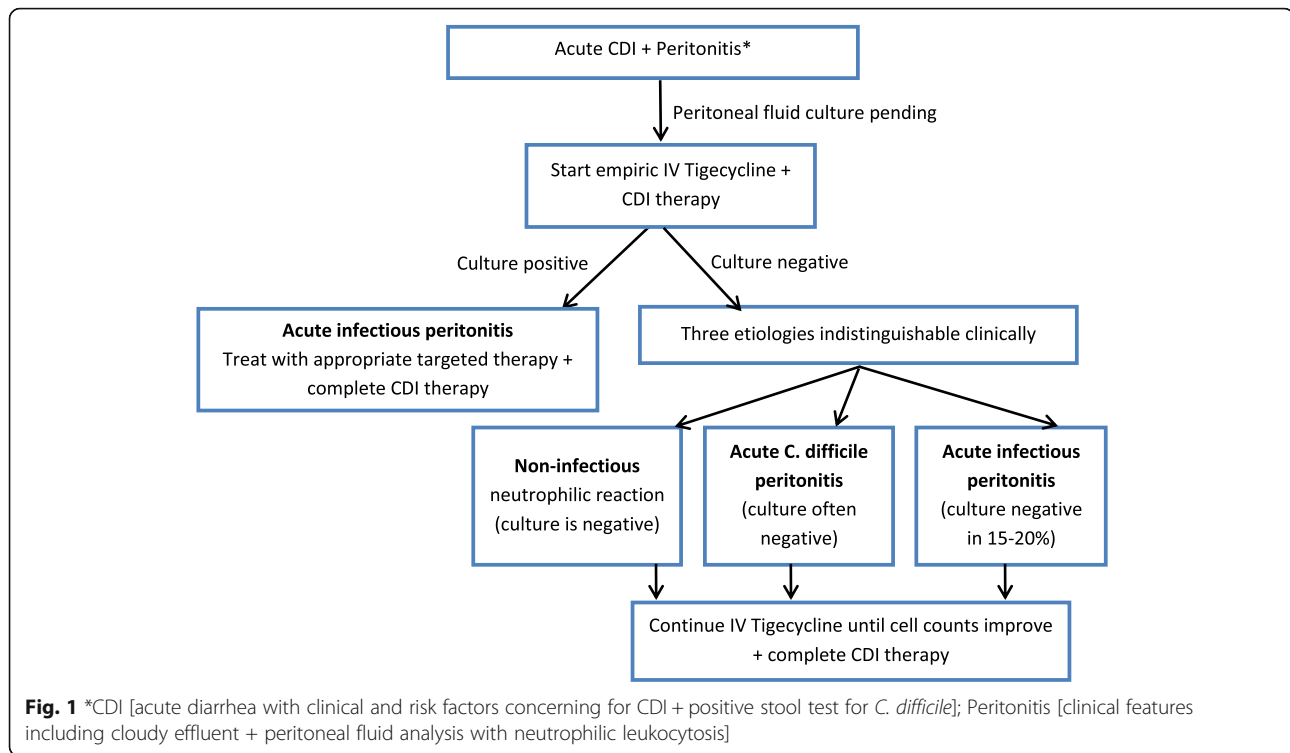 Acute CDI + Peritonitis*
Peritoneal fluid culture pending
Start empiric IV Tigecycline +
CDI therapy
Culture positive
Culture negative
Acute infectious peritonitis
Treat with appropriate targeted therapy +
complete CDI therapy
Three etiologies indistinguishable clinically
Non-infectious
neutrophilic reaction
(culture is negative)
Acute C. difficile
peritonitis
(culture often
negative)
Acute infectious
peritonitis
(culture negative
in 15-20%)
Continue IV Tigecycline until cell counts improve
+ complete CDI therapy
Fig. 1 *CDI [acute diarrhea with clinical and risk factors concerning for CDI + positive stool test for C. difficile]; Peritonitis [clinical features
including cloudy effluent + peritoneal fluid analysis with neutrophilic leukocytosis]